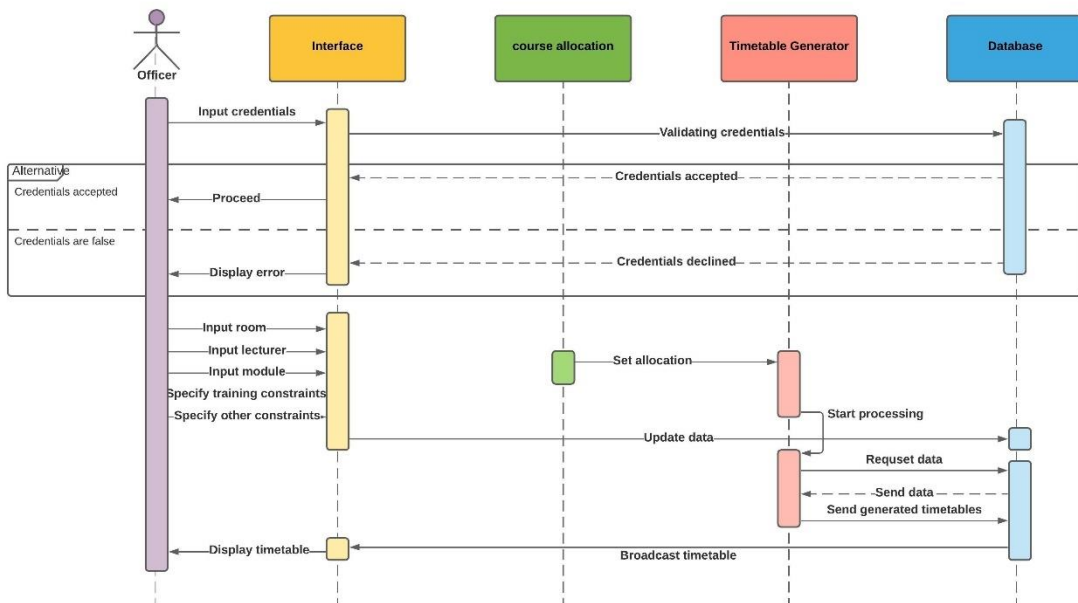 Officer
Interface
course allocation
Timetable Generator
Database
Input credentials
Validating credentials
Alternative
Credentials accepted
Credentials accepted
Proceed
Credentials are false
Credentials declined
Display error
Input room
Input lecturer
Set allocation
Input module
Specify training constraints
Specify other constraints
Start processing
Update data
Requset data
Send data
Send generated timetables
Display timetable
Broadcast timetable